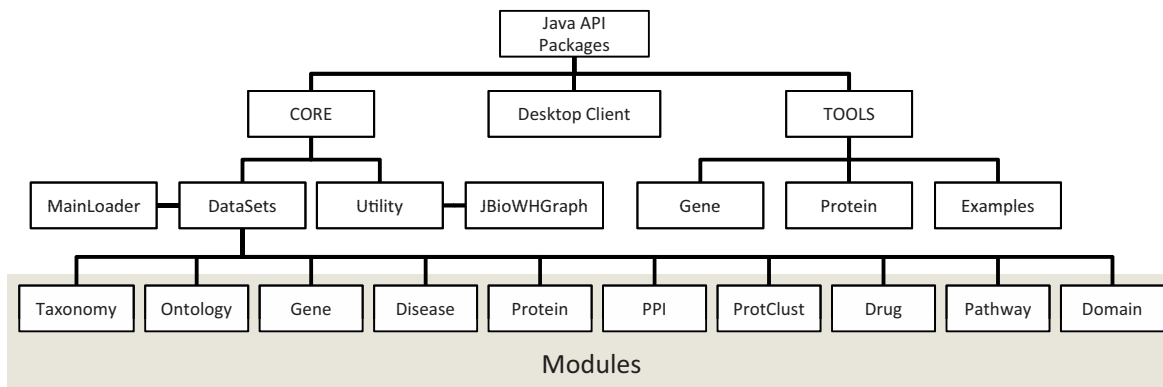 Java API
Packages
CORE
Desktop Client
TOOLS
MainLoader
DataSets
Utility
JBioWHGraph
Gene
Protein
Examples
Taxonomy
Ontology
Gene
Disease
Protein
PPI
ProtClust
Drug
Pathway
Domain
Modules